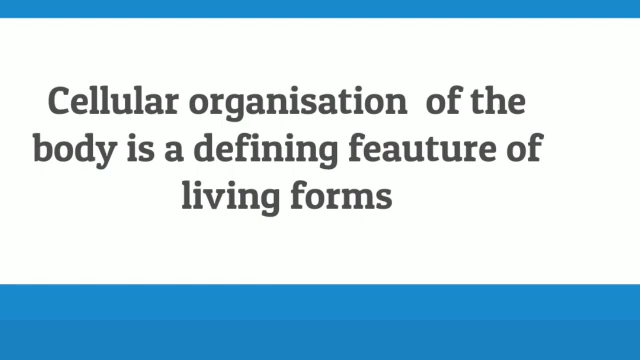 Cellular organisation of the
body is a defining feauture of
living forms